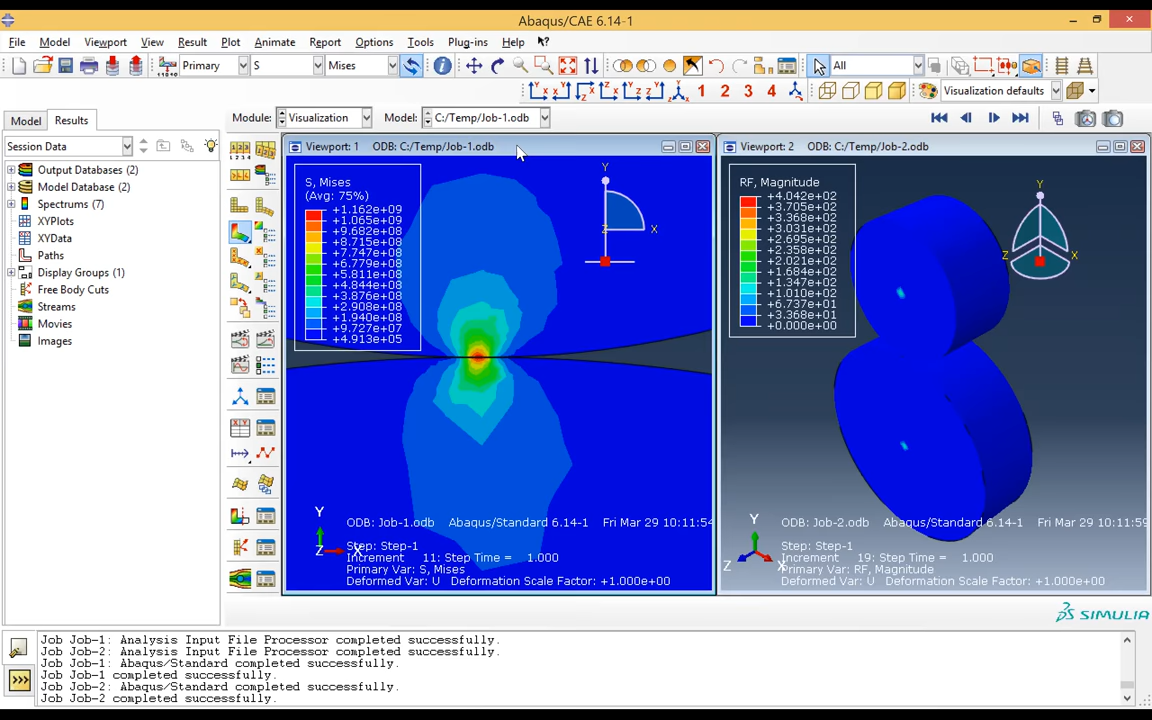 Abaqus/CAE 6.14-1
File Model Viewport View Result Plot Animate Report Options Tools Plug-ins Help
Primary S Mises All
1 2 3 4 Visualization defaults
Model Results Module: Visualization Model: C:/Temp/Job-1.odb
Session Data
Output Databases (2)
Model Database (2)
Spectrums (7)
XYPlots
XYData
Paths
Display Groups (1)
Free Body Cuts
Streams
Movies
Images
Viewport: 1 ODB: C:/Temp/Job-1.odb
S, Mises
(Avg: 75%)
+1.162e+09
+1.065e+09
+9.682e+08
+8.715e+08
+7.747e+08
+6.779e+08
+5.811e+08
+4.844e+08
+3.876e+08
+2.908e+08
+1.940e+08
+9.727e+07
+4.913e+05
Y
Z X
Y
Z X
ODB: Job-1.odb Abaqus/Standard 6.14-1 Fri Mar 29 10:11:54
Step: Step-1
Increment 11: Step Time = 1.000
Primary Var: S, Mises
Deformed Var: U Deformation Scale Factor: +1.000e+00
Viewport: 2 ODB: C:/Temp/Job-2.odb
RF, Magnitude
+4.042e+02
+3.705e+02
+3.368e+02
+3.031e+02
+2.695e+02
+2.358e+02
+2.021e+02
+1.684e+02
+1.347e+02
+1.010e+02
+6.737e+01
+3.368e+01
+0.000e+00
Y
Z X
Y
Z X
ODB: Job-2.odb Abaqus/Standard 6.14-1 Fri Mar 29 10:11:59
Step: Step-1
Increment 19: Step Time = 1.000
Primary Var: RF, Magnitude
Deformed Var: U Deformation Scale Factor: +1.000e+00
SIMULIA
Job Job-1: Analysis Input File Processor completed successfully.
Job Job-2: Analysis Input File Processor completed successfully.
Job Job-1: Abaqus/Standard completed successfully.
Job Job-1 completed successfully.
Job Job-2: Abaqus/Standard completed successfully.
Job Job-2 completed successfully.